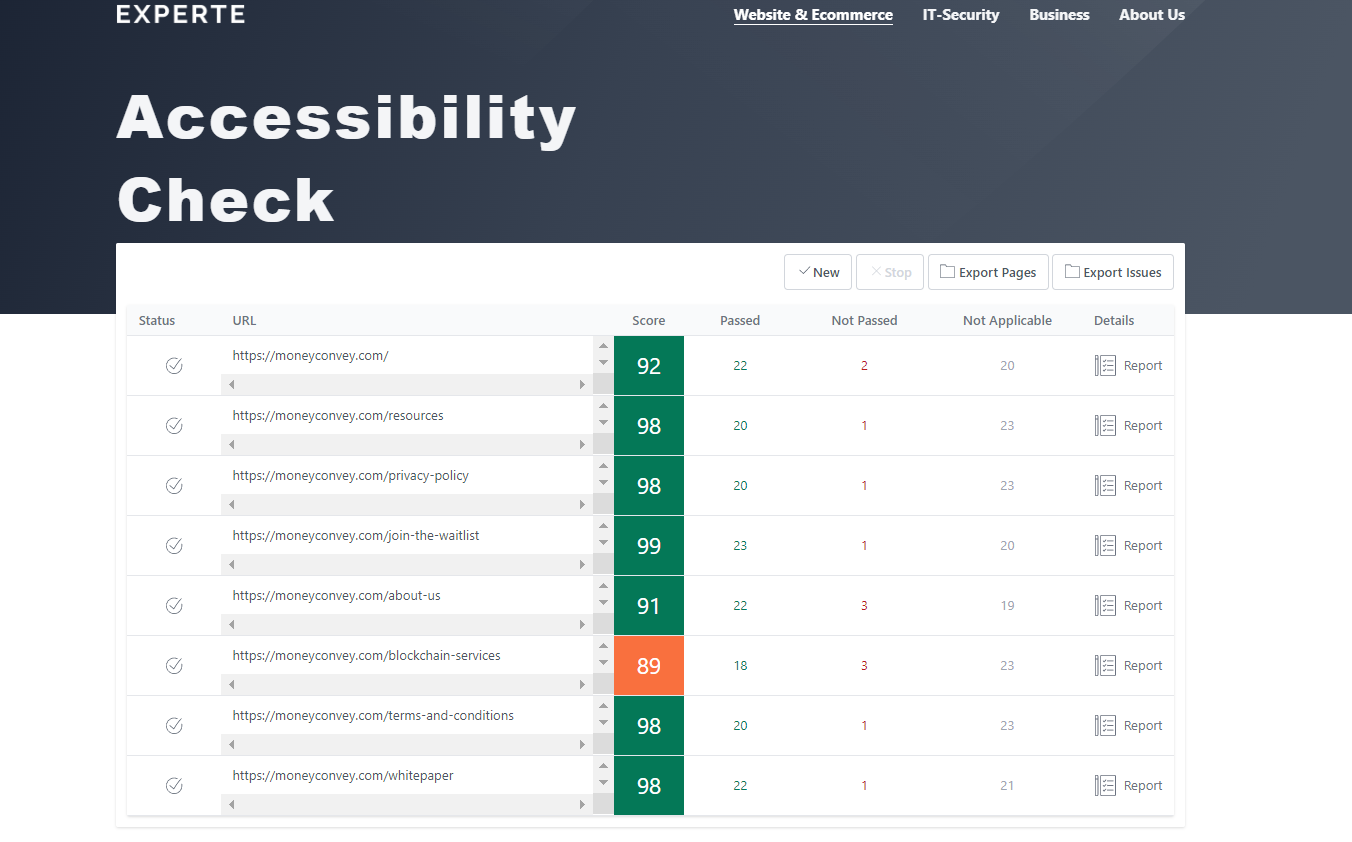 EXPERTE
Website & Ecommerce IT-Security Business About Us
Accessibility
Check
New Stop Export Pages Export Issues
Status URL Score Passed Not Passed Not Applicable Details
https://moneyconvey.com/ 92 22 2 20 Report
https://moneyconvey.com/resources 98 20 1 23 Report
https://moneyconvey.com/privacy-policy 98 20 1 23 Report
https://moneyconvey.com/join-the-waitlist 99 23 1 20 Report
https://moneyconvey.com/about-us 91 22 3 19 Report
https://moneyconvey.com/blockchain-services 89 18 3 23 Report
https://moneyconvey.com/terms-and-conditions 98 20 1 23 Report
https://moneyconvey.com/whitepaper 98 22 1 21 Report